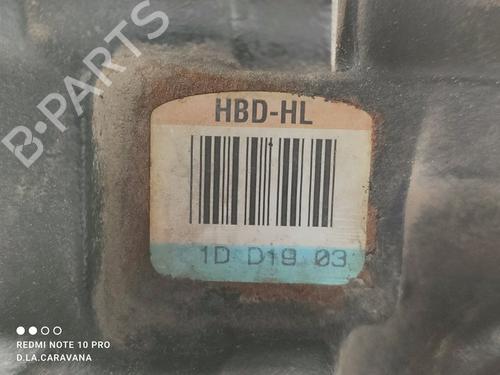 B-PARTS
HBD-HL
1D D19 03
REDMI NOTE 10 PRO
D.LA.CARAVANA